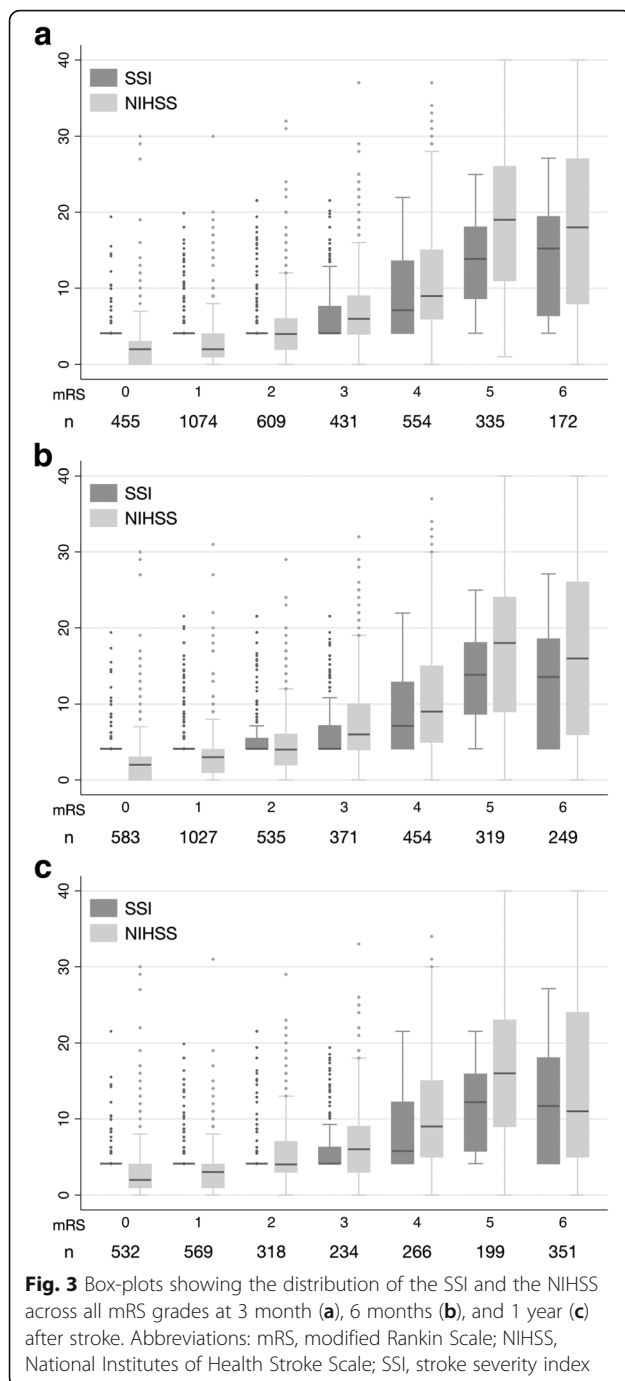 a
40
30
20
10
0
SSI
NIHSS
mRS 0 1 2 3 4 5 6
n 455 1074 609 431 554 335 172
b
40
30
20
10
0
SSI
NIHSS
mRS 0 1 2 3 4 5 6
n 583 1027 535 371 454 319 249
c
40
30
20
10
0
SSI
NIHSS
mRS 0 1 2 3 4 5 6
n 532 569 318 234 266 199 351
Fig. 3 Box-plots showing the distribution of the SSI and the NIHSS
across all mRS grades at 3 month (a), 6 months (b), and 1 year (c)
after stroke. Abbreviations: mRS, modified Rankin Scale; NIHSS,
National Institutes of Health Stroke Scale; SSI, stroke severity index